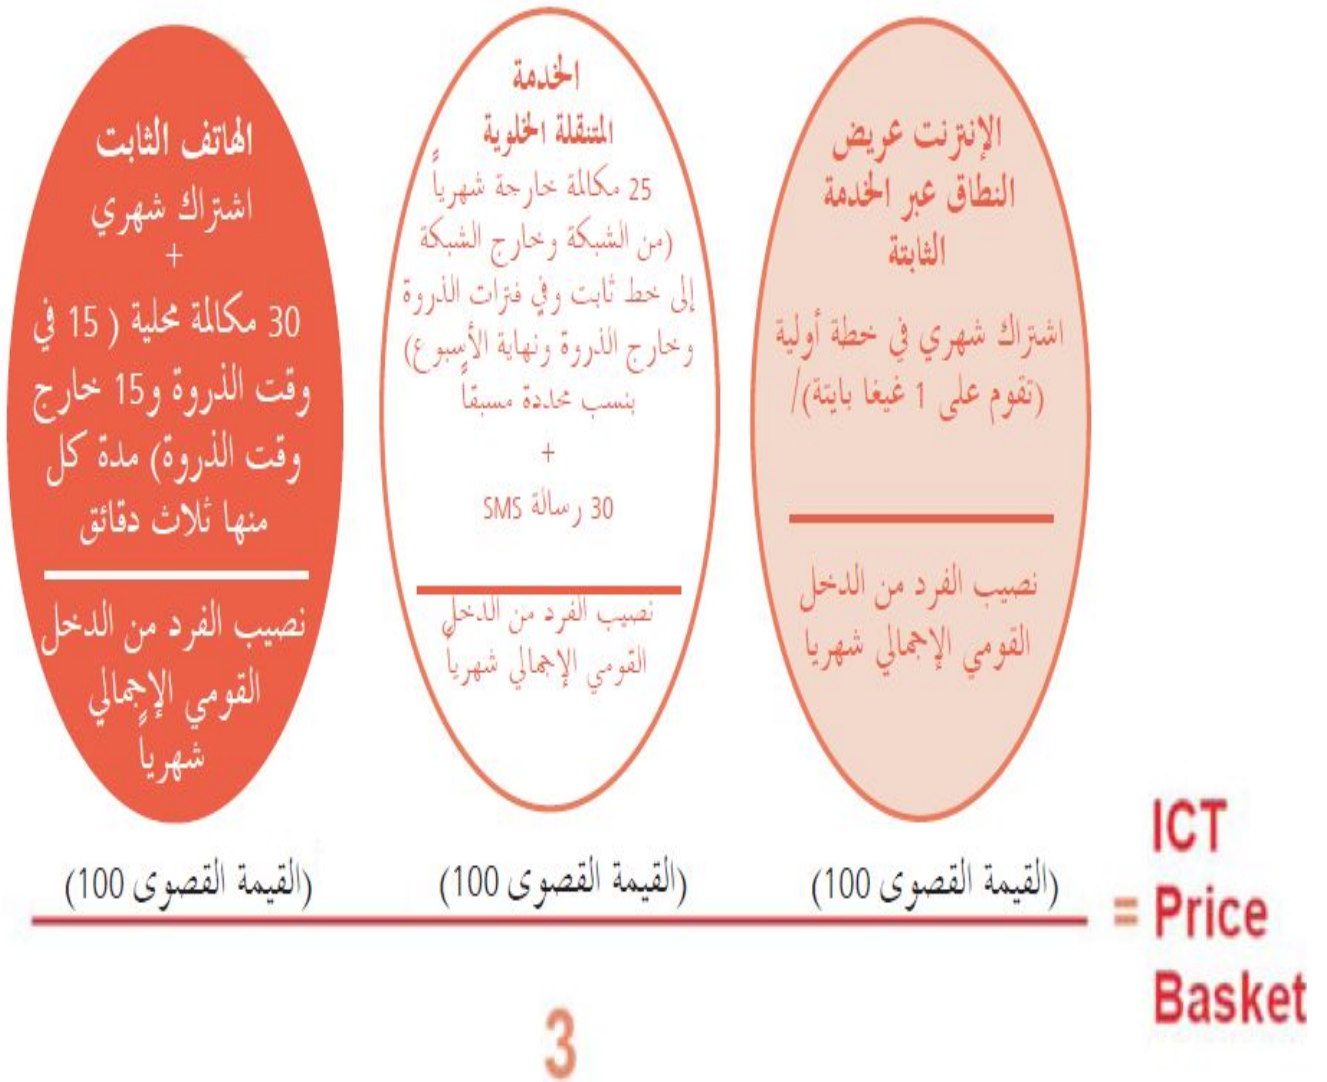 الهاتف الثابت
اشتراك شهري
+
30 مكالمة محلية ( 15 في
وقت الذروة و15 خارج
وقت الذروة) مدة كل
منها ثلاث دقائق
نصيب الفرد من الدخل
القومي الإجمالي
شهرياً
(القيمة القصوى 100)
الخدمة
المتنقلة الخلوية
25 مكالمة خارجة شهرياً
(من الشبكة وخارج الشبكة
إلى خط ثابت وفي فترات الذروة
وخارج الذروة ونهاية الأسبوع)
بنسب محددة مسبقاً
+
30 رسالة SMS
نصيب الفرد من الدخل
القومي الإجمالي شهرياً
(القيمة القصوى 100)
الإنترنت عريض
النطاق عبر الخدمة
الثابتة
اشتراك شهري في خطة أولية
(تقوم على 1 غيغا بايتة)/
نصيب الفرد من الدخل
القومي الإجمالي شهريا
(القيمة القصوى 100)
3
=
ICT
Price
Basket